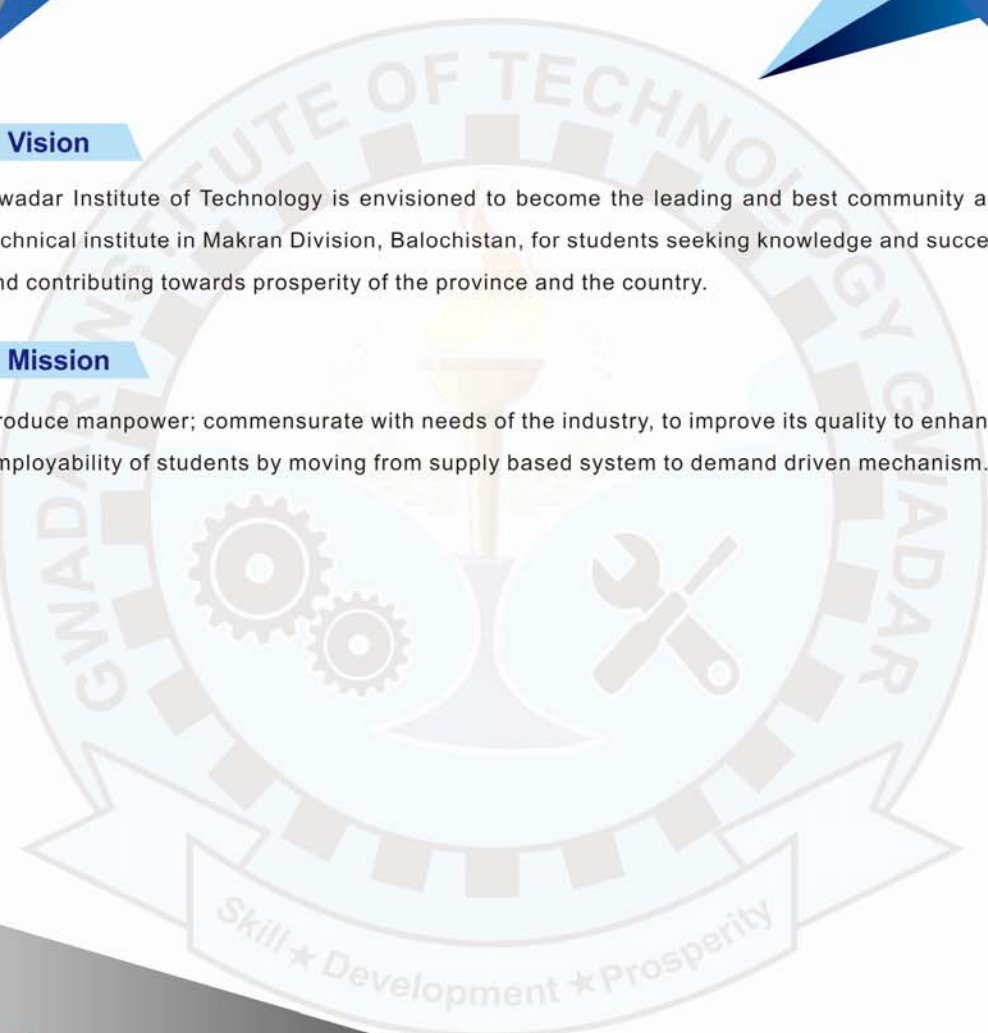 Vision
wadar Institute of Technology is envisioned to become the leading and best community a
chnical institute in Makran Division, Balochistan, for students seeking knowledge and succe
nd contributing towards prosperity of the province and the country.
Mission
roduce manpower; commensurate with needs of the industry, to improve its quality to enhan
mployability of students by moving from supply based system to demand driven mechanism.
GWADAR INSTITUTE OF TECHNOLOGY GWADAR
Skill ★ Development ★ Prosperity